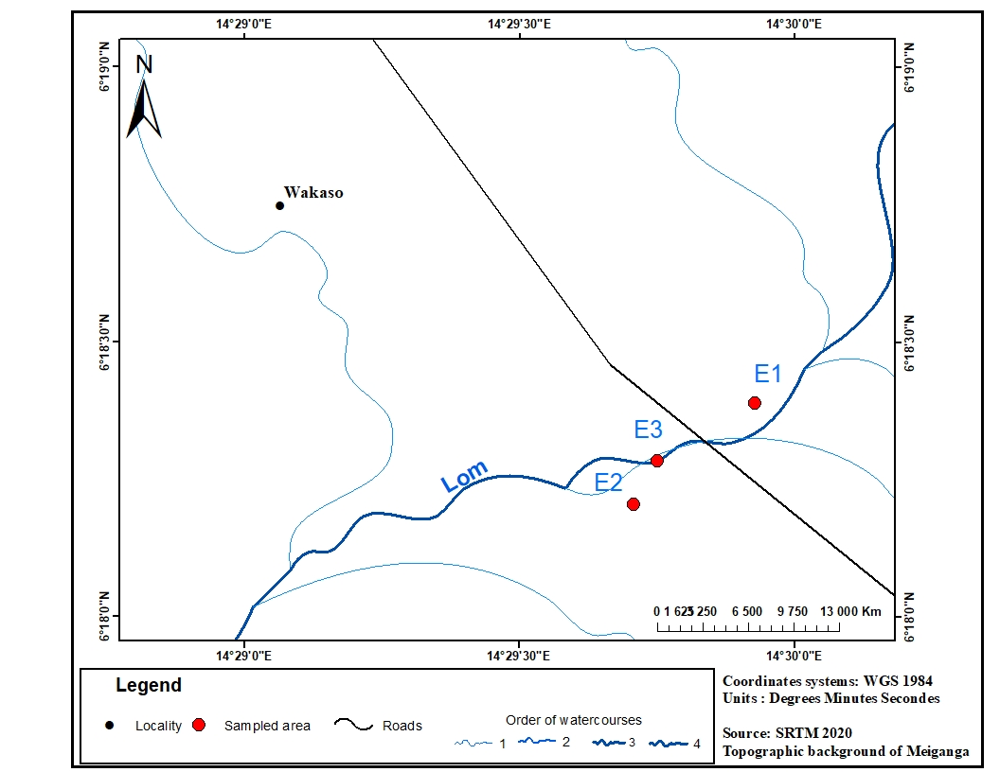 14°29'0"E 14°29'30"E 14°30'0"E
6°19'0"N
6°19'0"N
N
Wakaso
6°18'30"N
6°18'30"N
E1
E3
Lom
E2
6°18'0"N
6°18'0"N
0 1 625 3 250 6 500 9 750 13 000 Km
14°29'0"E 14°29'30"E 14°30'0"E
Legend
Locality
Sampled area
Roads
Order of watercourses
1 2 3 4
Coordinates systems: WGS 1984
Units : Degrees Minutes Secondes
Source: SRTM 2020
Topographic background of Meiganga